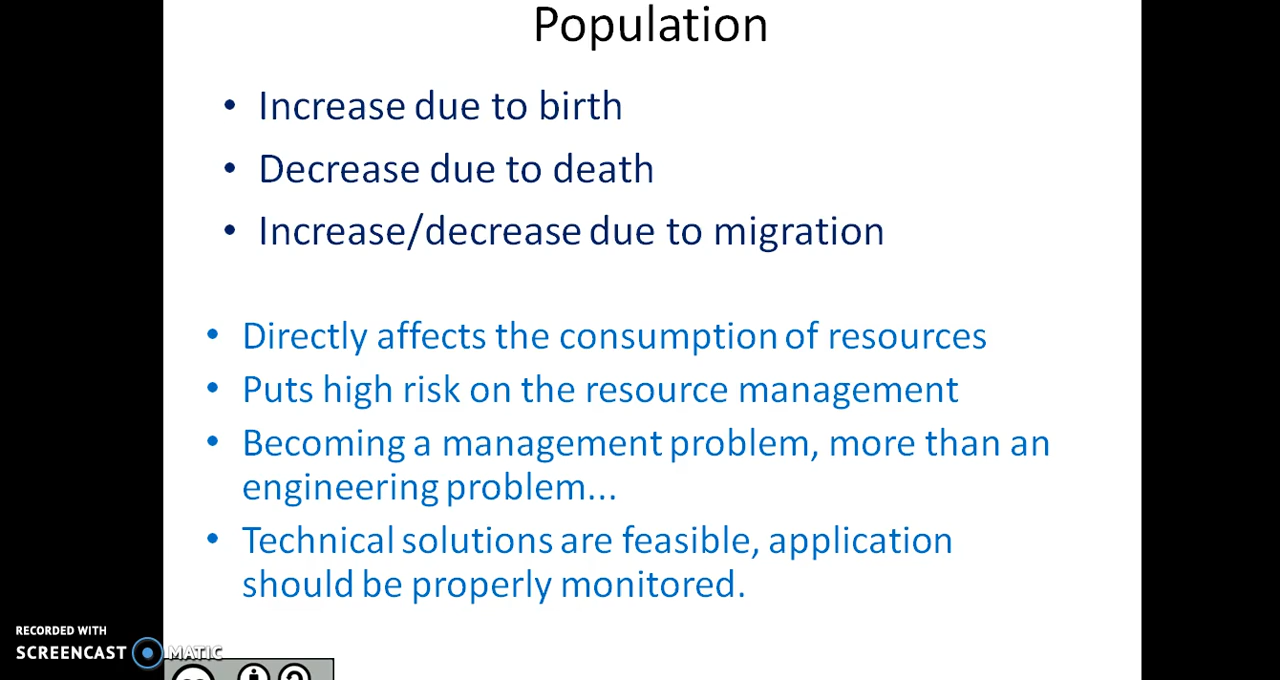 Population
• Increase due to birth
• Decrease due to death
• Increase/decrease due to migration
• Directly affects the consumption of resources
• Puts high risk on the resource management
• Becoming a management problem, more than an
engineering problem...
• Technical solutions are feasible, application
should be properly monitored.
RECORDED WITH
SCREENCAST MATIC